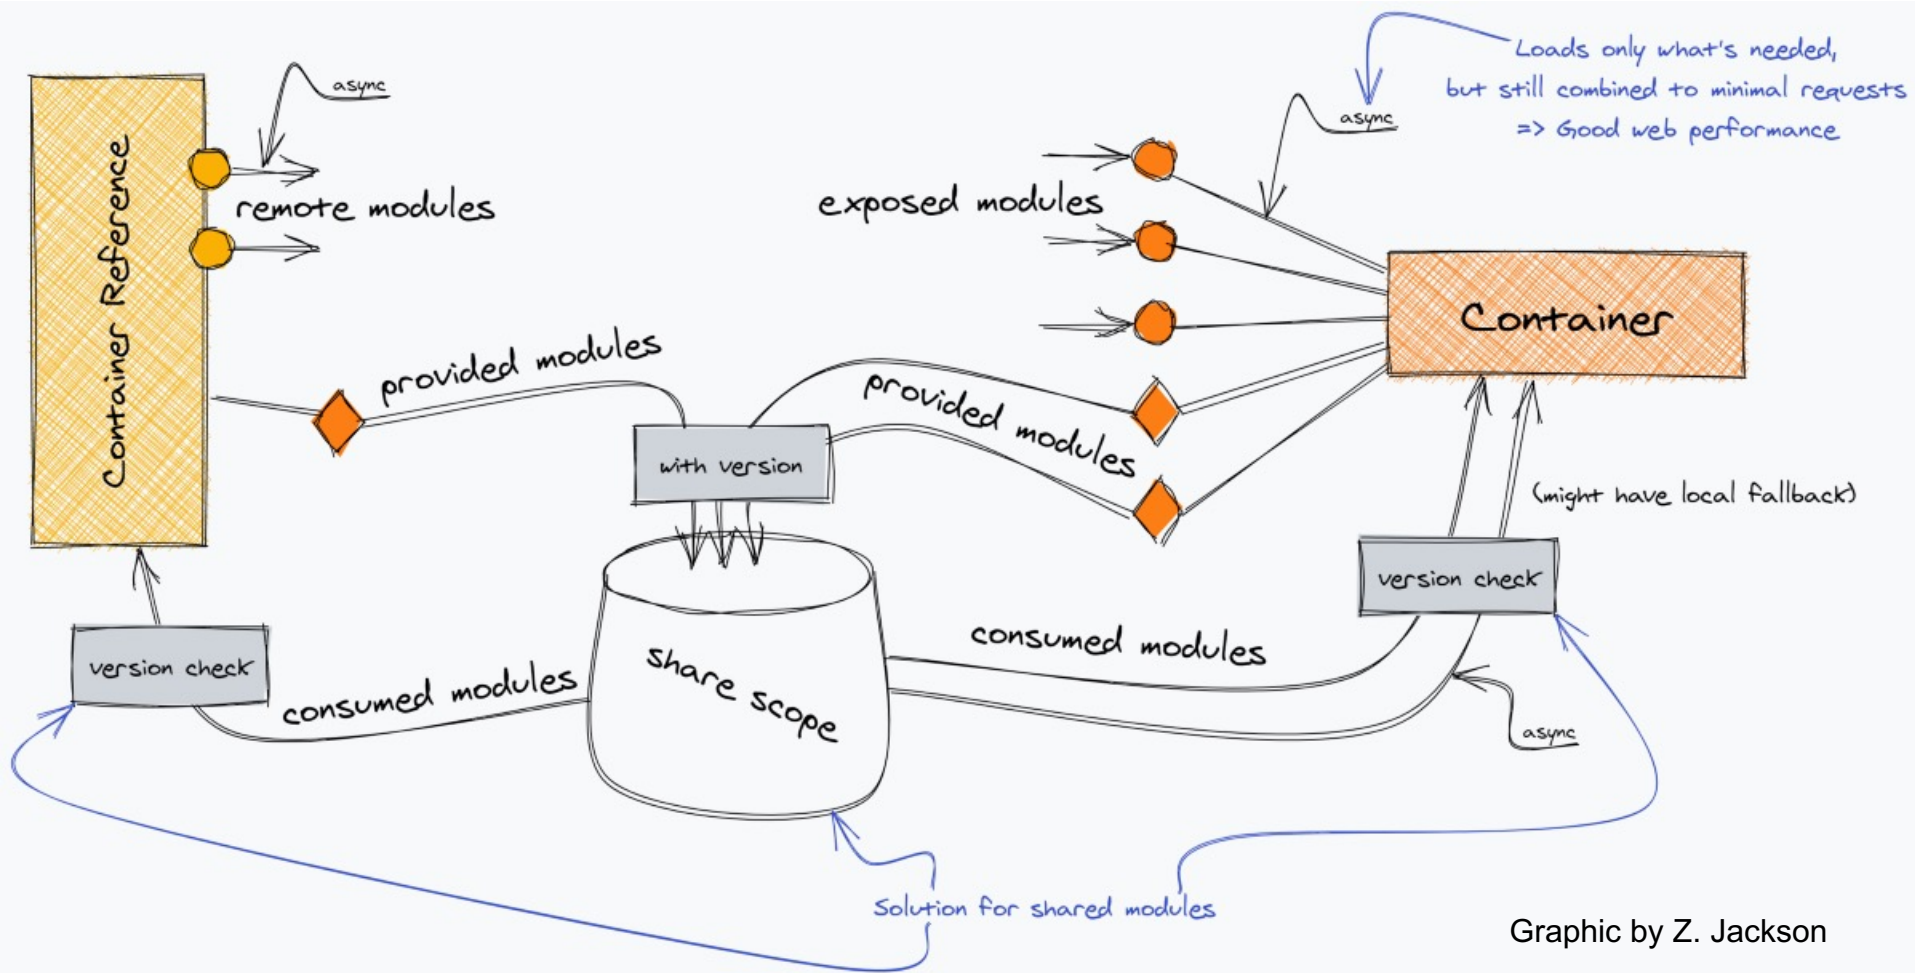 async
Loads only what's needed,
but still combined to minimal requests
=> Good web performance
async
Container Reference
remote modules
exposed modules
Container
provided modules
provided modules
with version
(might have local fallback)
version check
version check
consumed modules
share scope
consumed modules
async
Solution for shared modules
Graphic by Z. Jackson